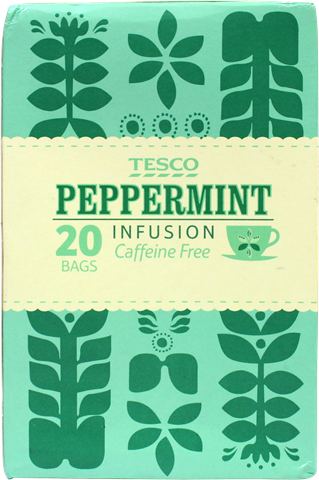 TESCO
PEPPERMINT
20 BAGS
INFUSION
Caffeine Free